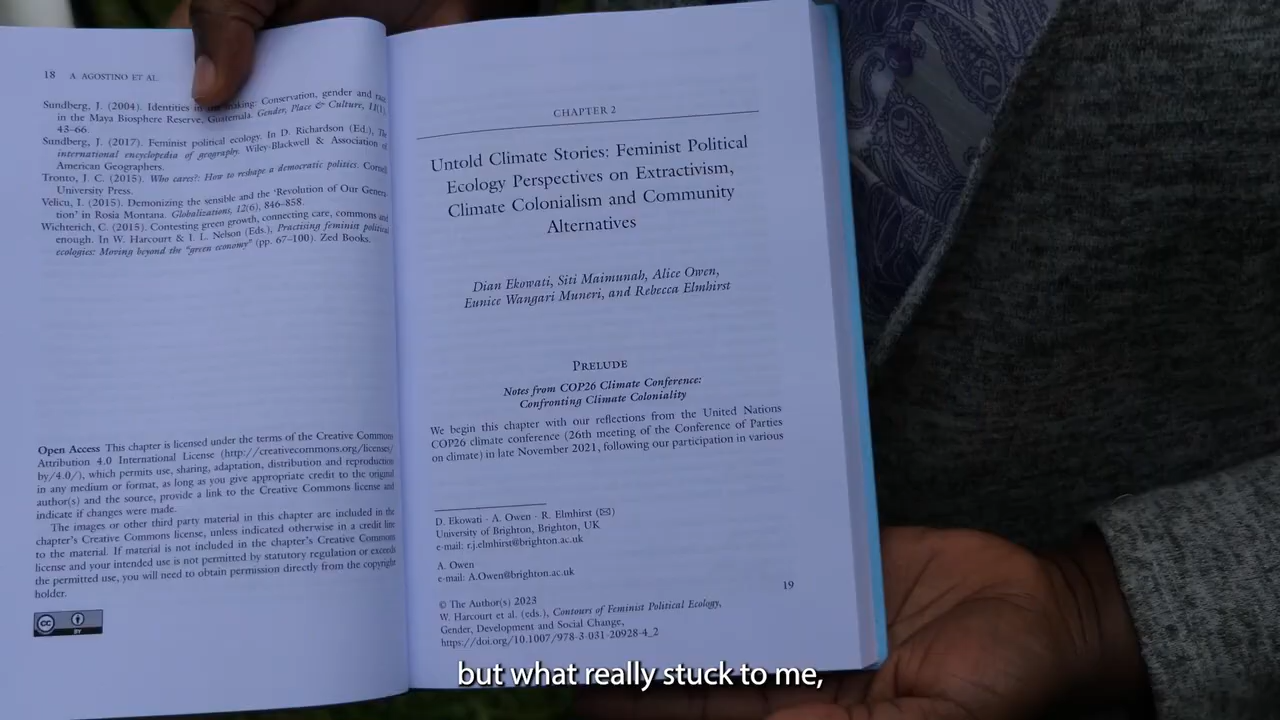 18 A. AGOSTINO ET AL.
Sundberg, J. (2004). Identities in making: Conservation, gender and race
in the Maya Biosphere Reserve, Guatemala. Gender, Place & Culture, 11(1),
43–66.
Sundberg, J. (2017). Feminist political ecology. In D. Richardson (Ed.), The
international encyclopedia of geography. Wiley-Blackwell & Association of
American Geographers.
Tronto, J. C. (2015). Who cares?: How to reshape a democratic politics. Cornell
University Press.
Velicu, I. (2015). Demonizing the sensible and the ‘Revolution of Our Genera
tion’ in Rosia Montana. Globalizations, 12(6), 846–858.
Wichterich, C. (2015). Contesting green growth, connecting care, commons and
enough. In W. Harcourt & I. L. Nelson (Eds.), Practising feminist political
ecologies: Moving beyond the “green economy” (pp. 67–100). Zed Books.
Open Access This chapter is licensed under the terms of the Creative Commons
Attribution 4.0 International License (http://creativecommons.org/licenses/
by/4.0/), which permits use, sharing, adaptation, distribution and reproduction
in any medium or format, as long as you give appropriate credit to the original
author(s) and the source, provide a link to the Creative Commons license and
indicate if changes were made.
The images or other third party material in this chapter are included in the
chapter’s Creative Commons license, unless indicated otherwise in a credit line
to the material. If material is not included in the chapter’s Creative Commons
license and your intended use is not permitted by statutory regulation or exceeds
the permitted use, you will need to obtain permission directly from the copyright
holder.
CC BY
CHAPTER 2
Untold Climate Stories: Feminist Political
Ecology Perspectives on Extractivism,
Climate Colonialism and Community
Alternatives
Dian Ekowati, Siti Maimunah, Alice Owen,
Eunice Wangari Muneri, and Rebecca Elmhirst
PRELUDE
Notes from COP26 Climate Conference:
Confronting Climate Coloniality
We begin this chapter with our reflections from the United Nations
COP26 climate conference (26th meeting of the Conference of Parties
on climate) in late November 2021, following our participation in various
D. Ekowati · A. Owen · R. Elmhirst (✉)
University of Brighton, Brighton, UK
e-mail: r.j.elmhirst@brighton.ac.uk
A. Owen
e-mail: A.Owen@brighton.ac.uk
© The Author(s) 2023
W. Harcourt et al. (eds.), Contours of Feminist Political Ecology,
Gender, Development and Social Change,
https://doi.org/10.1007/978-3-031-20928-4_2
19
but what really stuck to me,